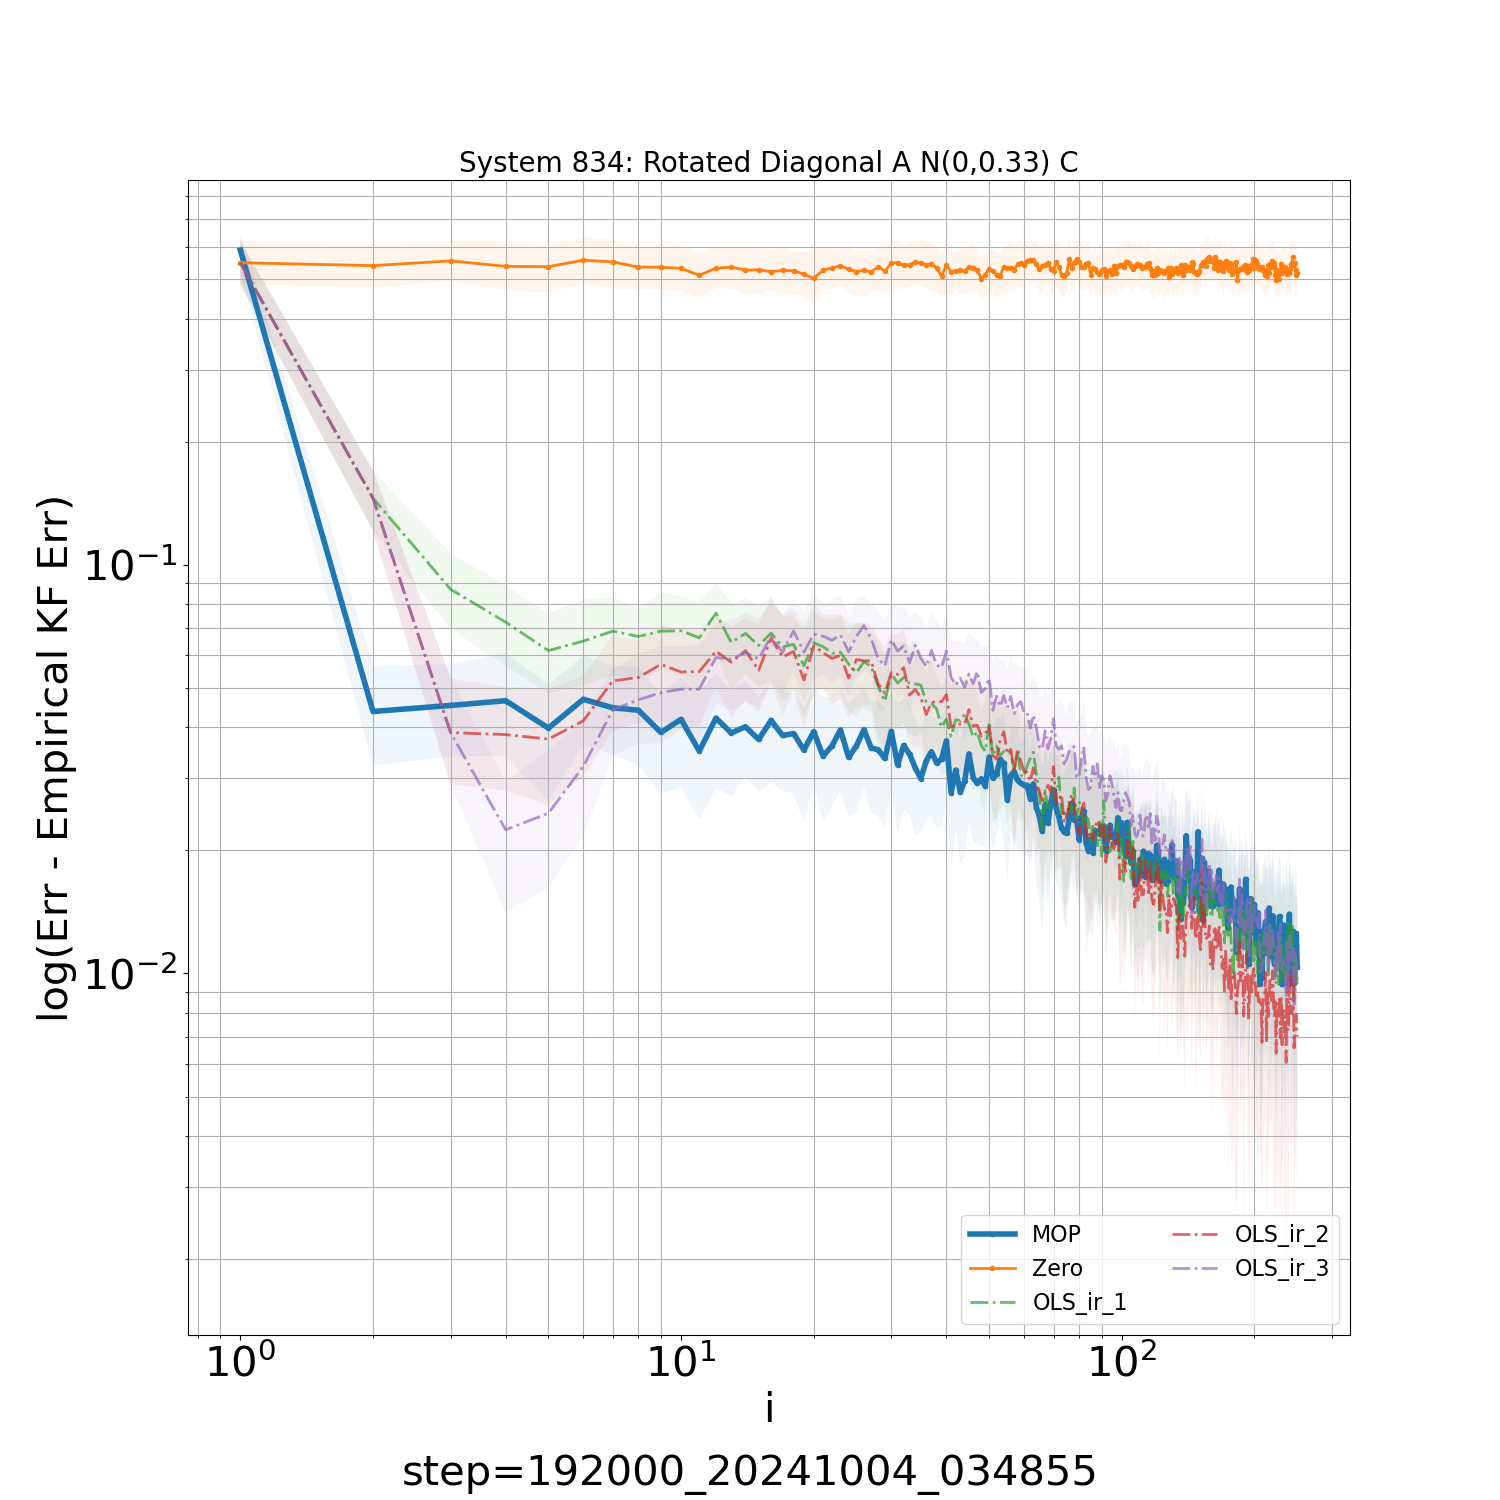 System 834: Rotated Diagonal A N(0,0.33) C
log(Err - Empirical KF Err)
10⁻¹
10⁻²
MOP
Zero
OLS_ir_1
OLS_ir_2
OLS_ir_3
10⁰ 10¹ 10²
i
step=192000_20241004_034855